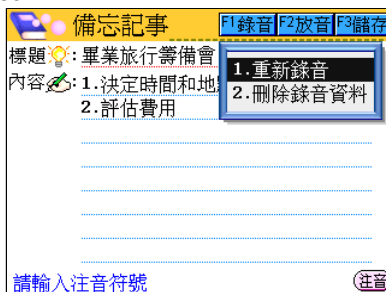 備忘記事 F1錄音 F2放音 F3儲存
標題：畢業旅行籌備會
內容：1.決定時間和地
2.評估費用
1.重新錄音
2.刪除錄音資料
請輸入注音符號
注音